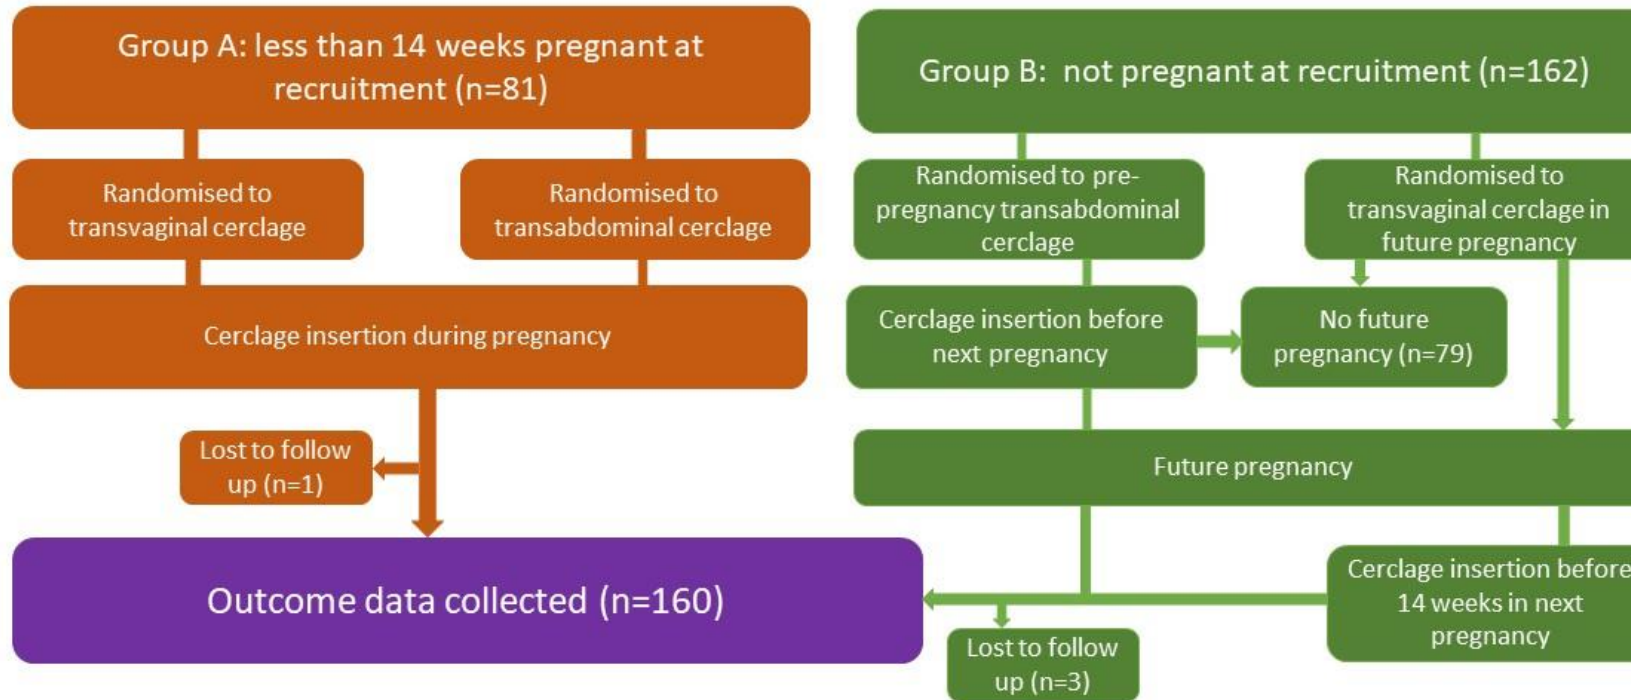 Group A: less than 14 weeks pregnant at
recruitment (n=81)
Group B:  not pregnant at recruitment (n=162)
Randomised to
transvaginal cerclage
Randomised to
transabdominal cerclage
Randomised to pre-
pregnancy transabdominal
cerclage
Randomised to
transvaginal cerclage in
future pregnancy
Cerclage insertion during pregnancy
Cerclage insertion before
next pregnancy
No future
pregnancy (n=79)
Lost to follow
up (n=1)
Future pregnancy
Outcome data collected (n=160)
Cerclage insertion before
14 weeks in next
pregnancy
Lost to follow
up (n=3)